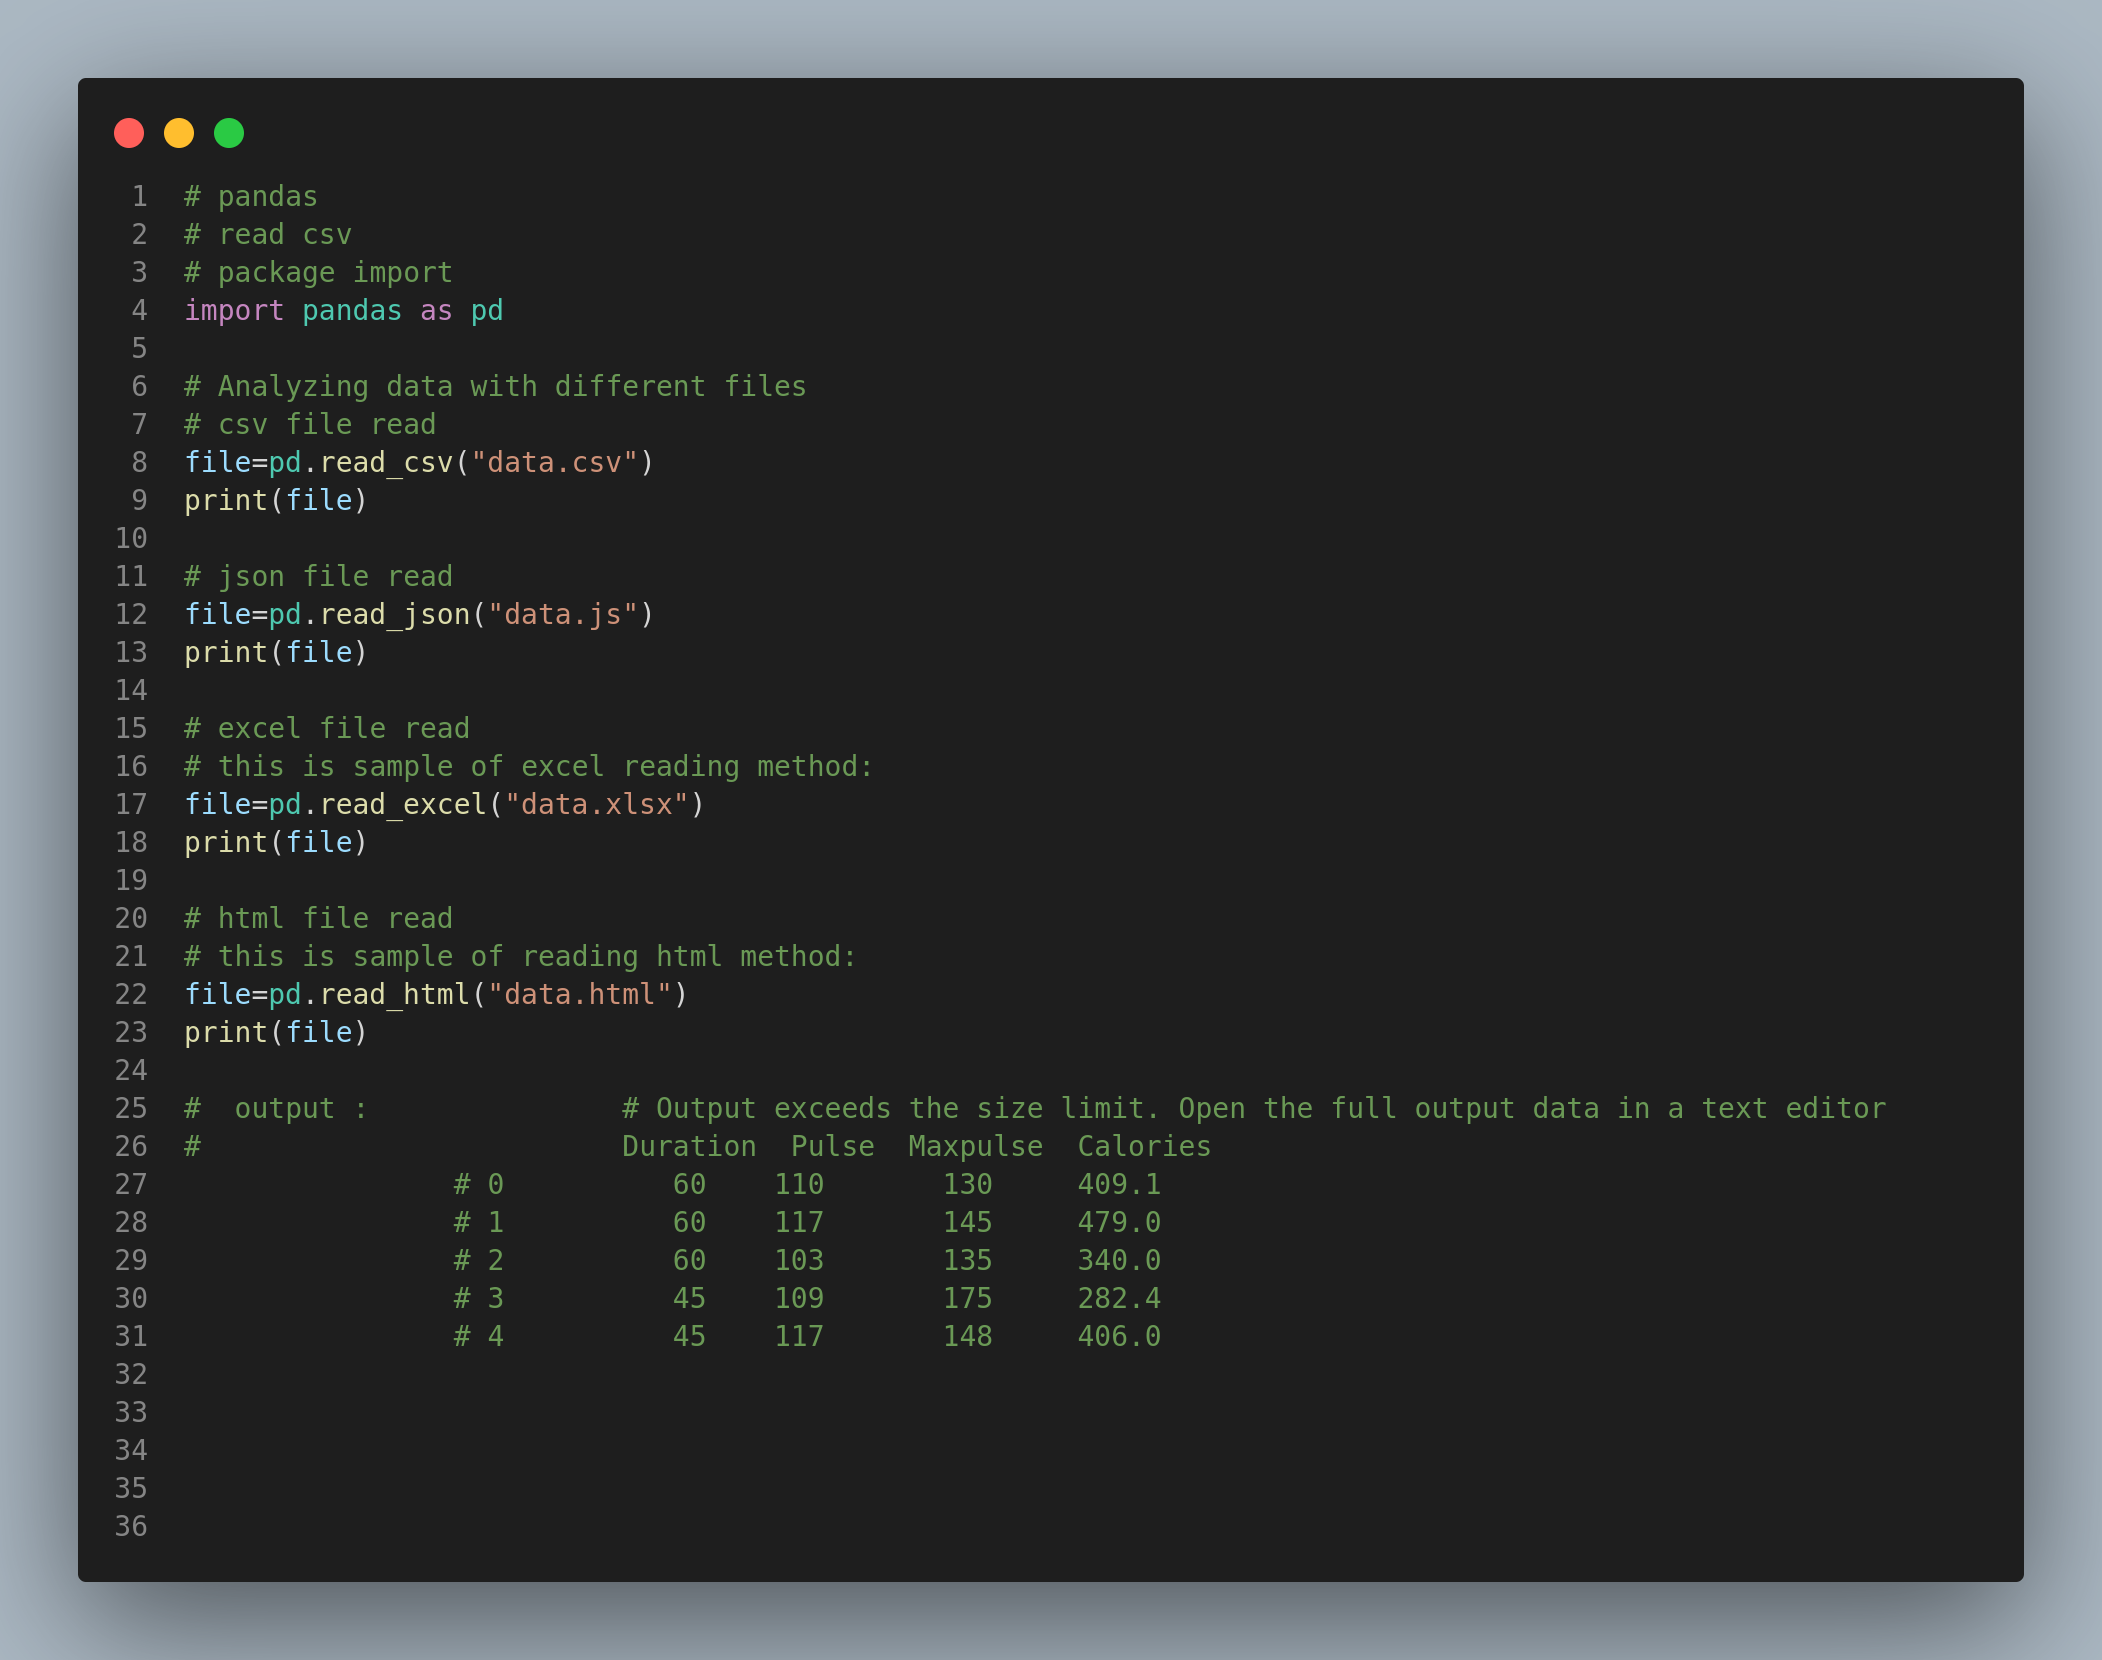 1 # pandas
2 # read csv
3 # package import
4 import pandas as pd
5
6 # Analyzing data with different files
7 # csv file read
8 file=pd.read_csv("data.csv")
9 print(file)
10
11 # json file read
12 file=pd.read_json("data.js")
13 print(file)
14
15 # excel file read
16 # this is sample of excel reading method:
17 file=pd.read_excel("data.xlsx")
18 print(file)
19
20 # html file read
21 # this is sample of reading html method:
22 file=pd.read_html("data.html")
23 print(file)
24
25 #  output :               # Output exceeds the size limit. Open the full output data in a text editor
26 #                         Duration  Pulse  Maxpulse  Calories
27                 # 0          60    110       130     409.1
28                 # 1          60    117       145     479.0
29                 # 2          60    103       135     340.0
30                 # 3          45    109       175     282.4
31                 # 4          45    117       148     406.0
32
33
34
35
36